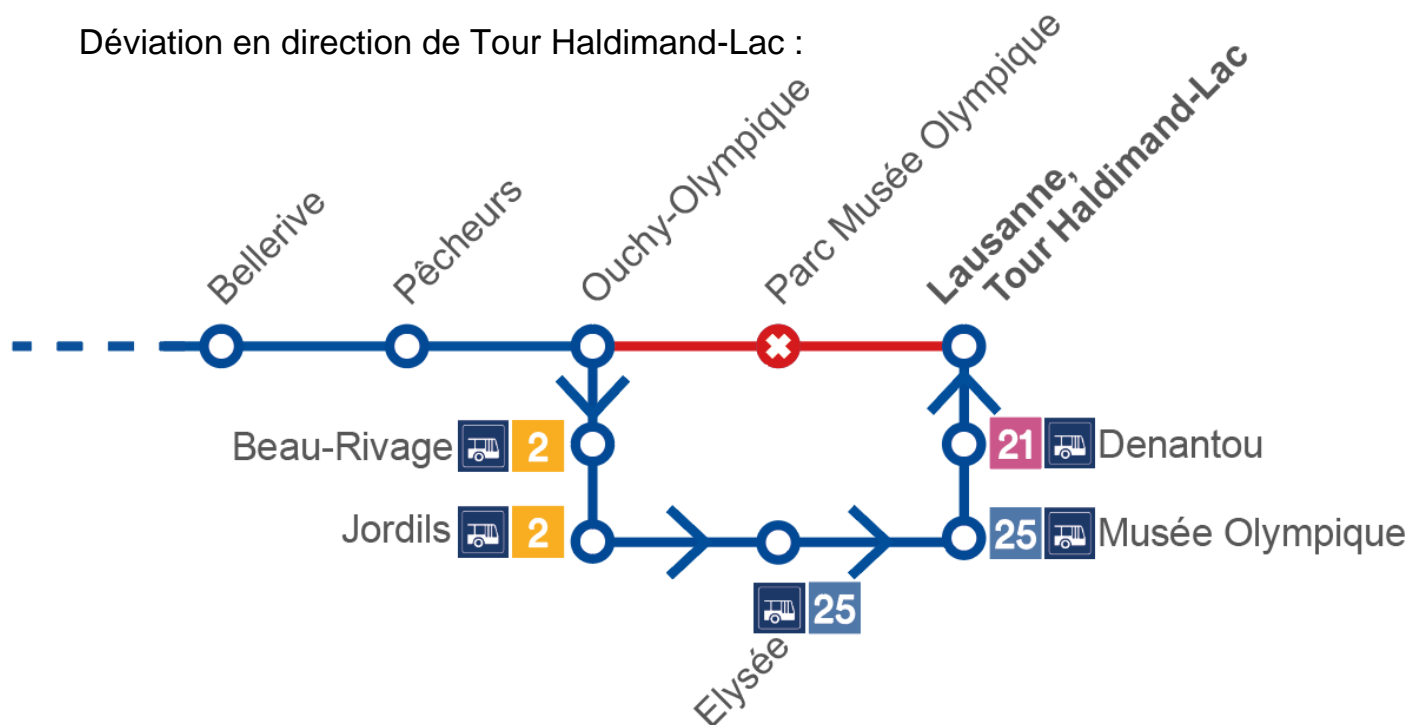 Déviation en direction de Tour Haldimand-Lac :
Bellerive
Pêcheurs
Ouchy-Olympique
Parc Musée Olympique
Lausanne,
Tour Haldimand-Lac
Beau-Rivage 2
21 Denantou
Jordils 2
25 Musée Olympique
25
Elysée